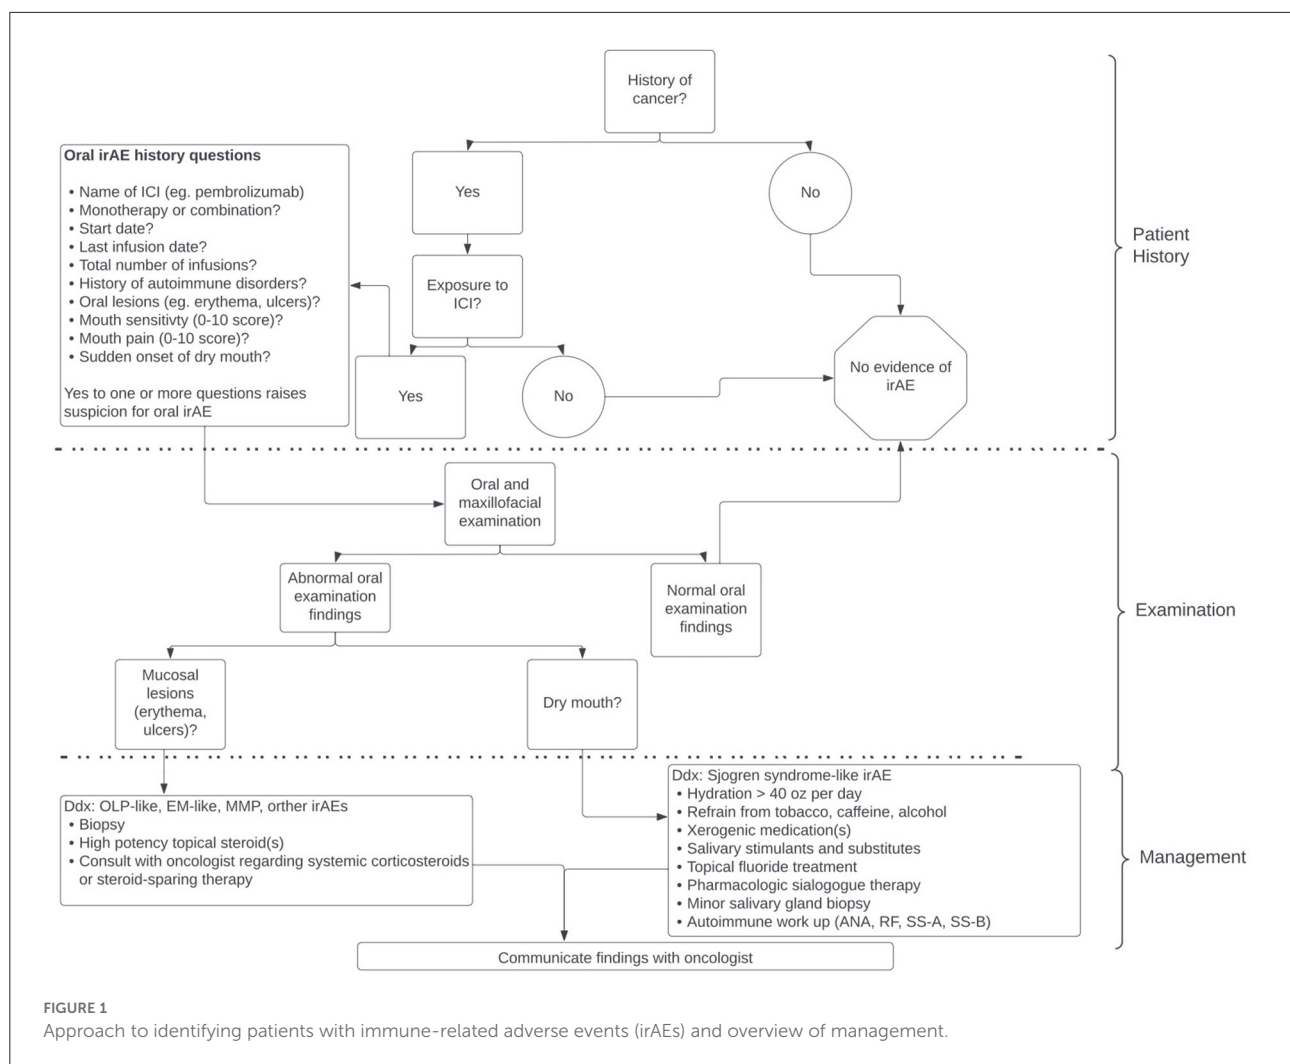 History of
cancer?
Yes
No
Exposure to
ICI?
Yes
No
No evidence of
irAE
Oral irAE history questions
• Name of ICI (eg. pembrolizumab)
• Monotherapy or combination?
• Start date?
• Last infusion date?
• Total number of infusions?
• History of autoimmune disorders?
• Oral lesions (eg. erythema, ulcers)?
• Mouth sensitivty (0-10 score)?
• Mouth pain (0-10 score)?
• Sudden onset of dry mouth?
Yes to one or more questions raises
suspicion for oral irAE
Patient
History
Oral and
maxillofacial
examination
Abnormal oral
examination
findings
Normal oral
examination
findings
Mucosal
lesions
(erythema,
ulcers)?
Dry mouth?
Examination
Ddx: OLP-like, EM-like, MMP, orther irAEs
• Biopsy
• High potency topical steroid(s)
• Consult with oncologist regarding systemic corticosteroids
or steroid-sparing therapy
Ddx: Sjogren syndrome-like irAE
• Hydration > 40 oz per day
• Refrain from tobacco, caffeine, alcohol
• Xerogenic medication(s)
• Salivary stimulants and substitutes
• Topical fluoride treatment
• Pharmacologic sialogogue therapy
• Minor salivary gland biopsy
• Autoimmune work up (ANA, RF, SS-A, SS-B)
Management
Communicate findings with oncologist
FIGURE 1
Approach to identifying patients with immune-related adverse events (irAEs) and overview of management.